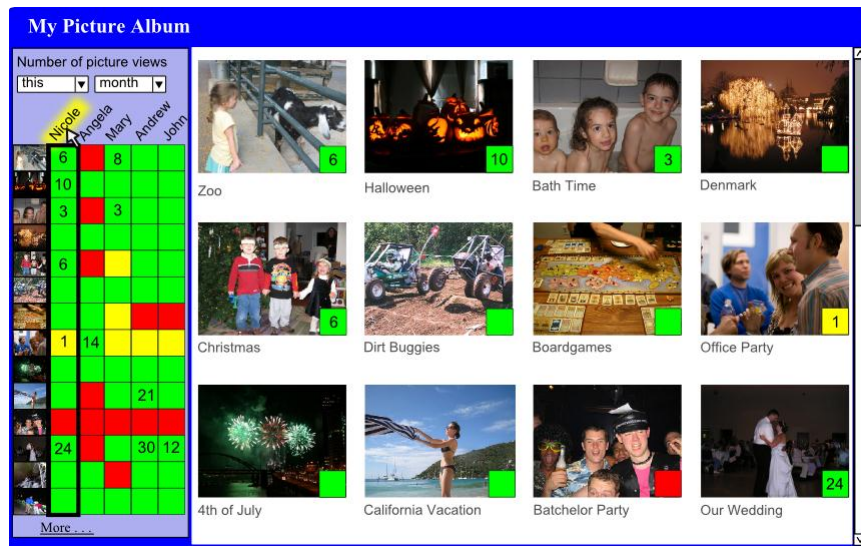 My Picture Album
Number of picture views
this month
Nicole Angela Mary Andrew John
6 8
10
3 3
6
1 14
21
24 30 12
More . . .
6 10 3
Zoo Halloween Bath Time Denmark
6 1
Christmas Dirt Buggies Boardgames Office Party
24
4th of July California Vacation Batchelor Party Our Wedding